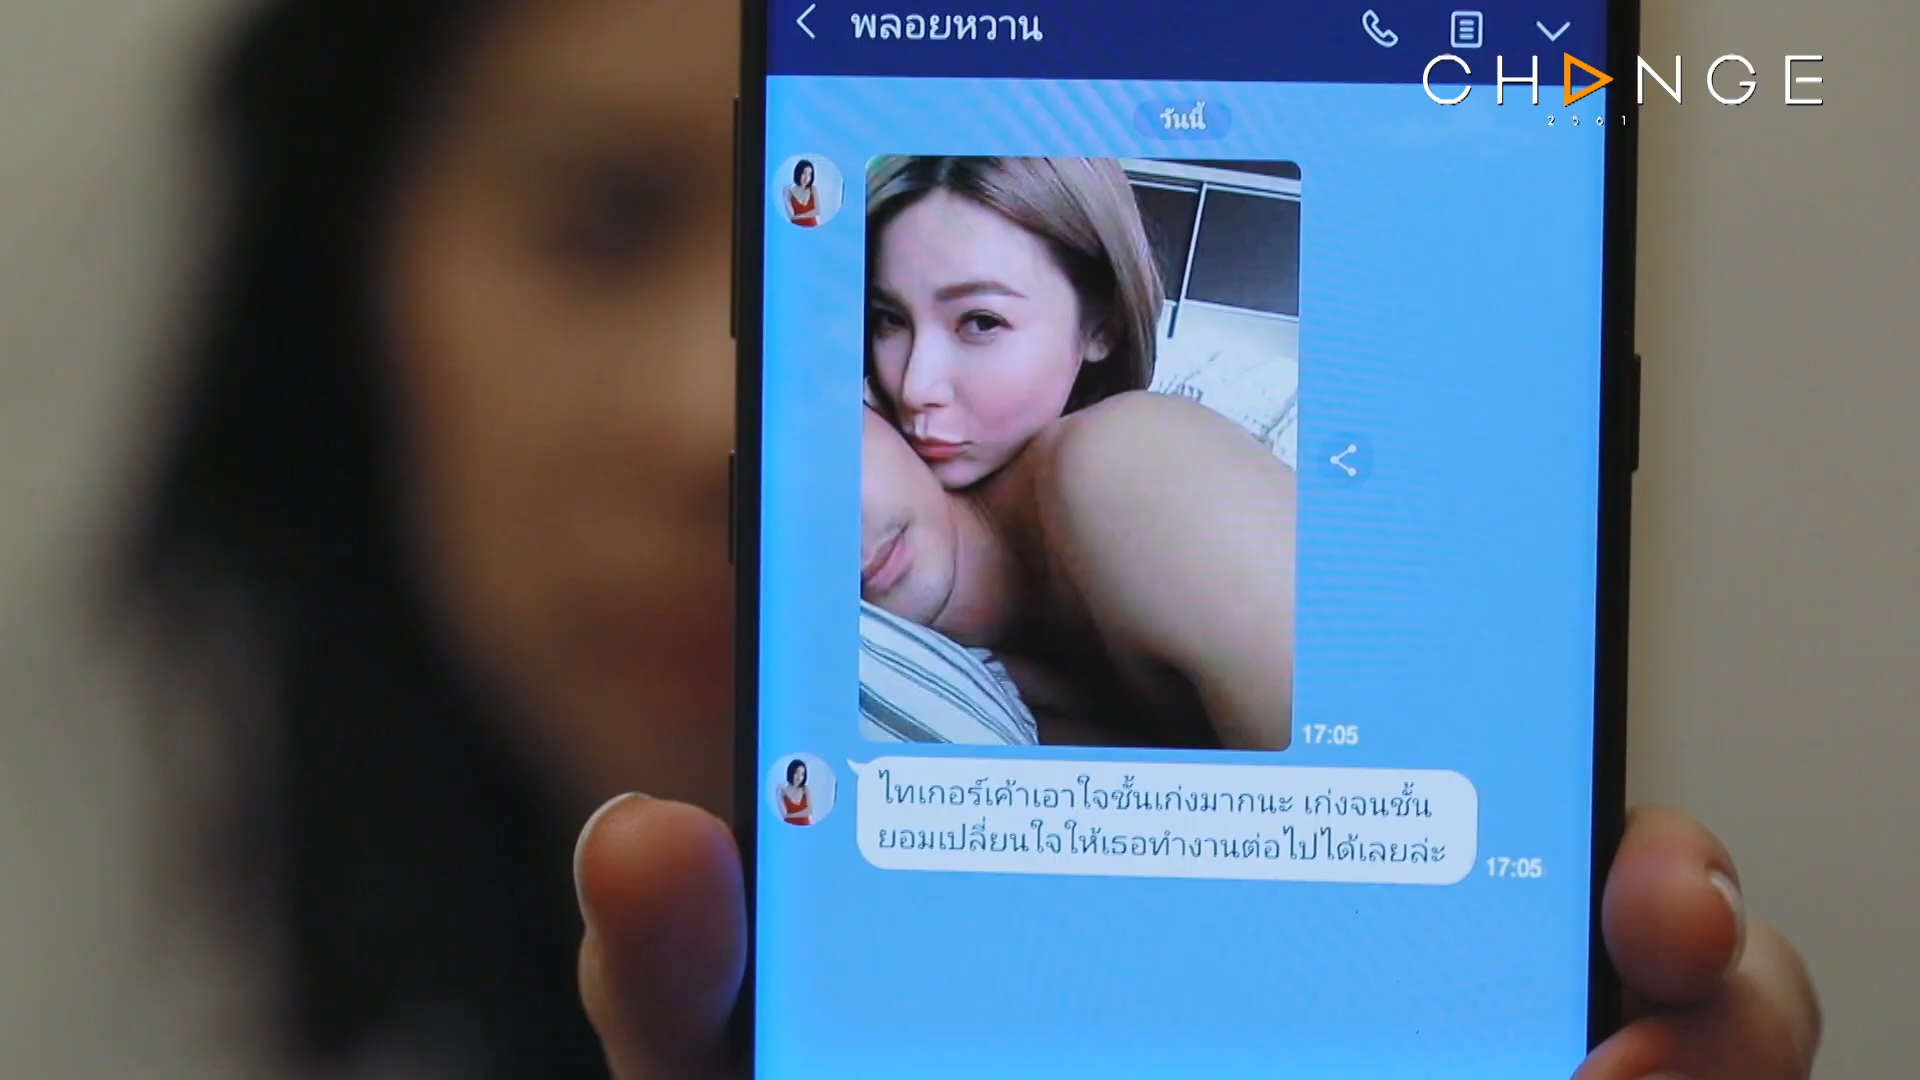 พลอยหวาน
CHANGE
2561
วันนี้
17:05
ไทเกอร์เค้าเอาใจชั้นเก่งมากนะ เก่งจนชั้น
ยอมเปลี่ยนใจให้เธอทำงานต่อไปได้เลยล่ะ
17:05